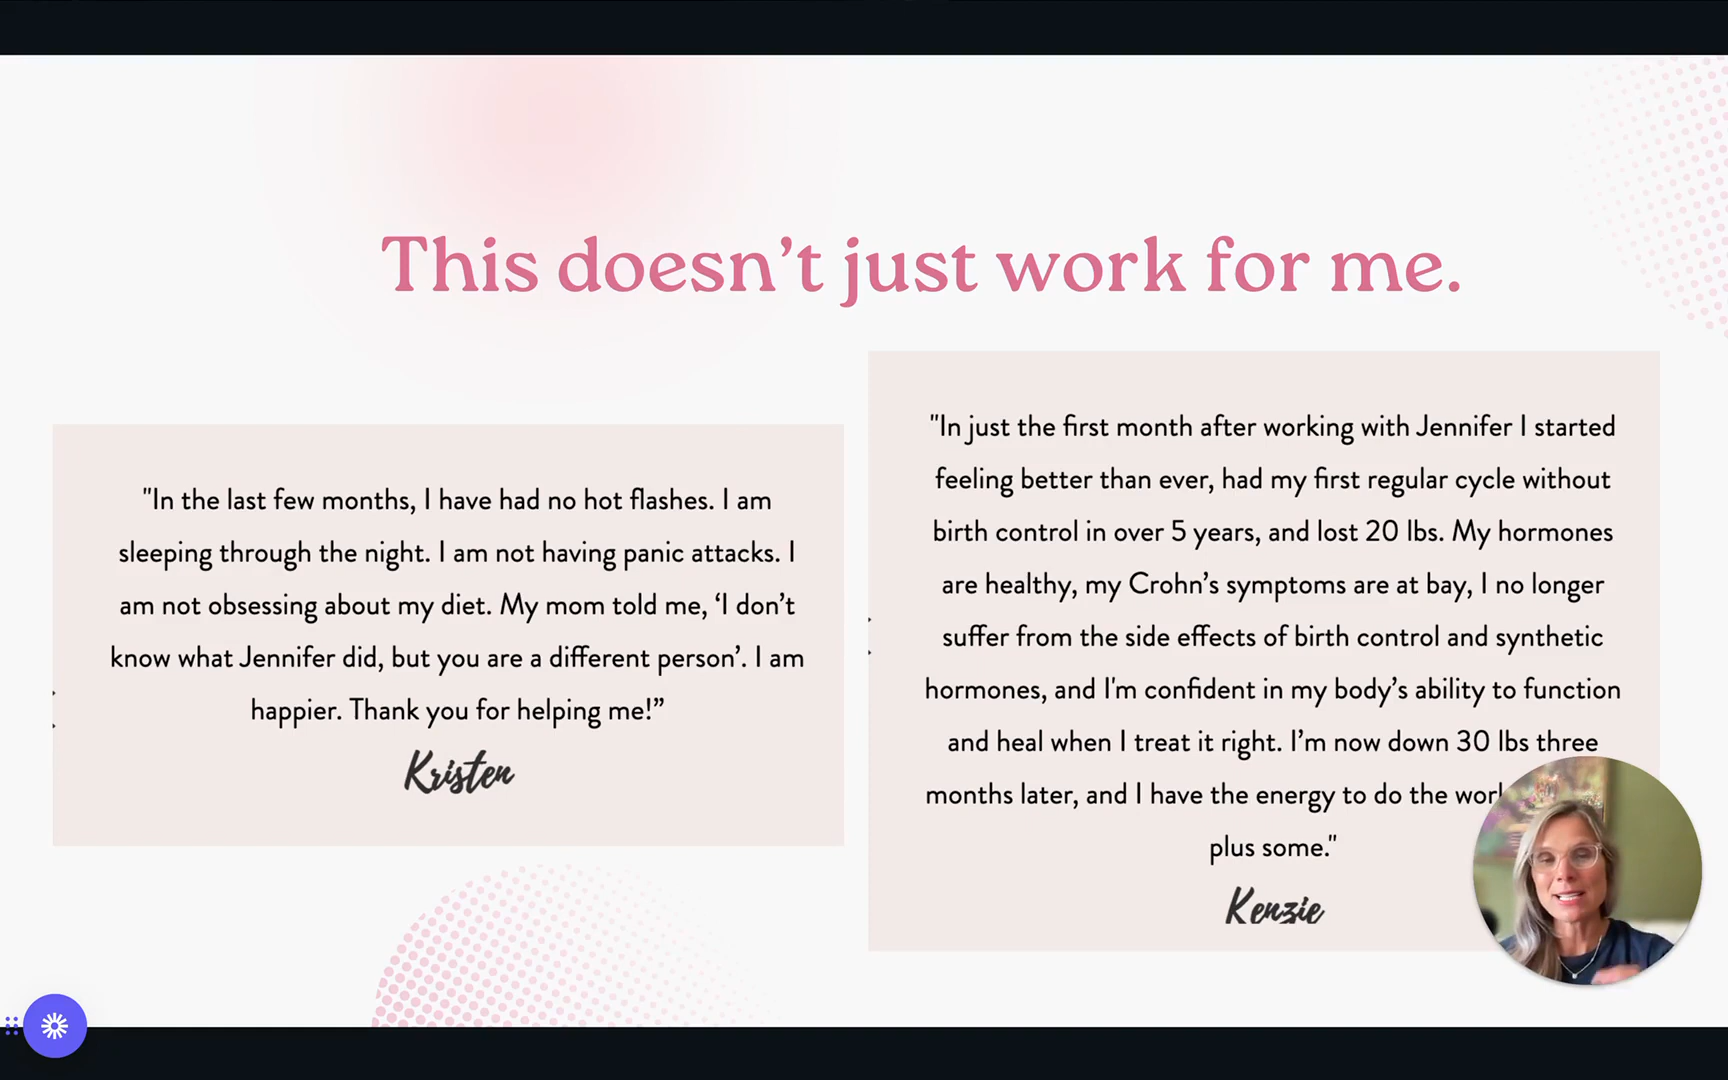 This doesn’t just work for me.
"In the last few months, I have had no hot flashes. I am
sleeping through the night. I am not having panic attacks. I
am not obsessing about my diet. My mom told me, ‘I don’t
know what Jennifer did, but you are a different person’. I am
happier. Thank you for helping me!”
Kristen
"In just the first month after working with Jennifer I started
feeling better than ever, had my first regular cycle without
birth control in over 5 years, and lost 20 lbs. My hormones
are healthy, my Crohn’s symptoms are at bay, I no longer
suffer from the side effects of birth control and synthetic
hormones, and I'm confident in my body’s ability to function
and heal when I treat it right. I’m now down 30 lbs three
months later, and I have the energy to do the
plus some."
Kenzie